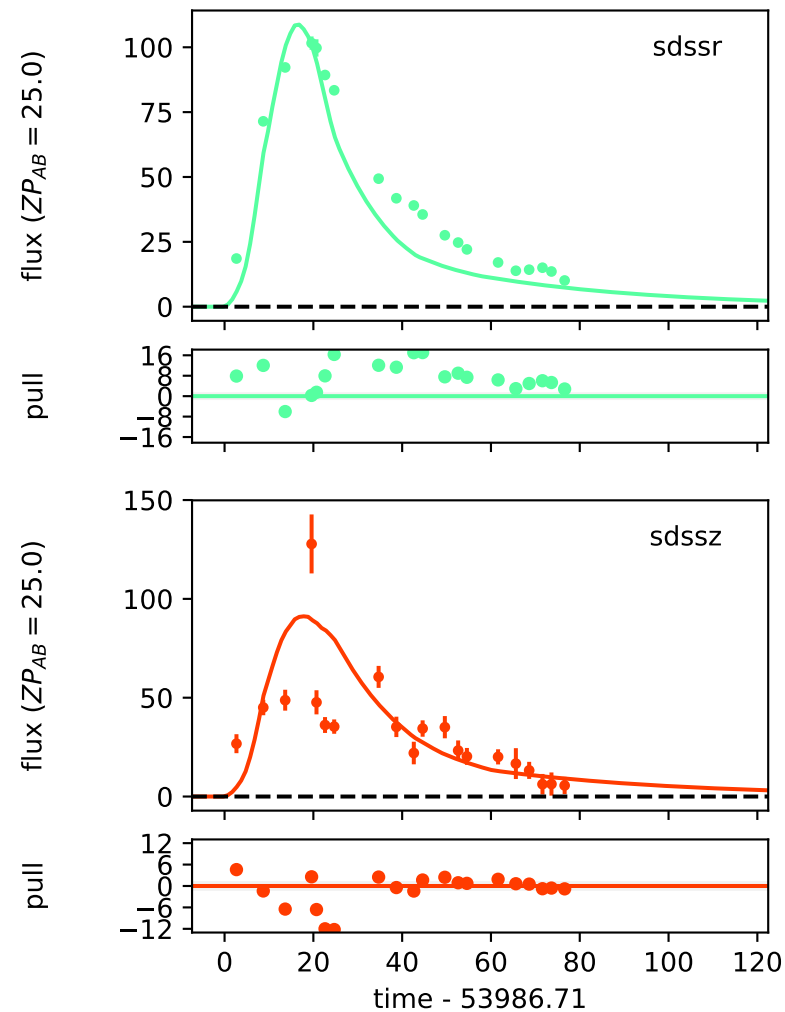 sdssr
flux (ZP_AB = 25.0)
100
75
50
25
0
pull
16
8
0
−8
−16
sdssz
flux (ZP_AB = 25.0)
150
100
50
0
pull
12
6
0
−6
−12
0 20 40 60 80 100 120
time - 53986.71